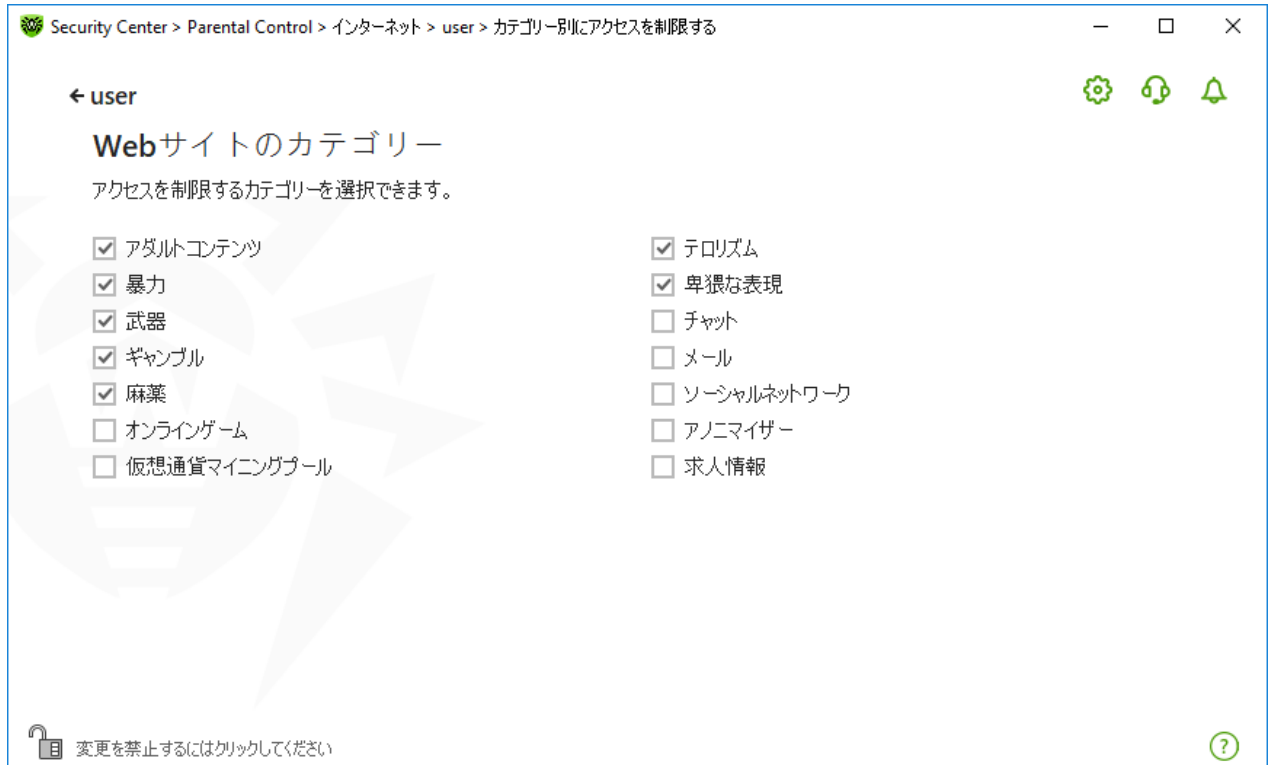 Security Center > Parental Control > インターネット > user > カテゴリー別にアクセスを制限する
user
Webサイトのカテゴリー
アクセスを制限するカテゴリーを選択できます。
アダルトコンテンツ
暴力
武器
ギャンブル
麻薬
オンラインゲーム
仮想通貨マイニングプール
テロリズム
卑猥な表現
チャット
メール
ソーシャルネットワーク
アノニマイザー
求人情報
変更を禁止するにはクリックしてください
?